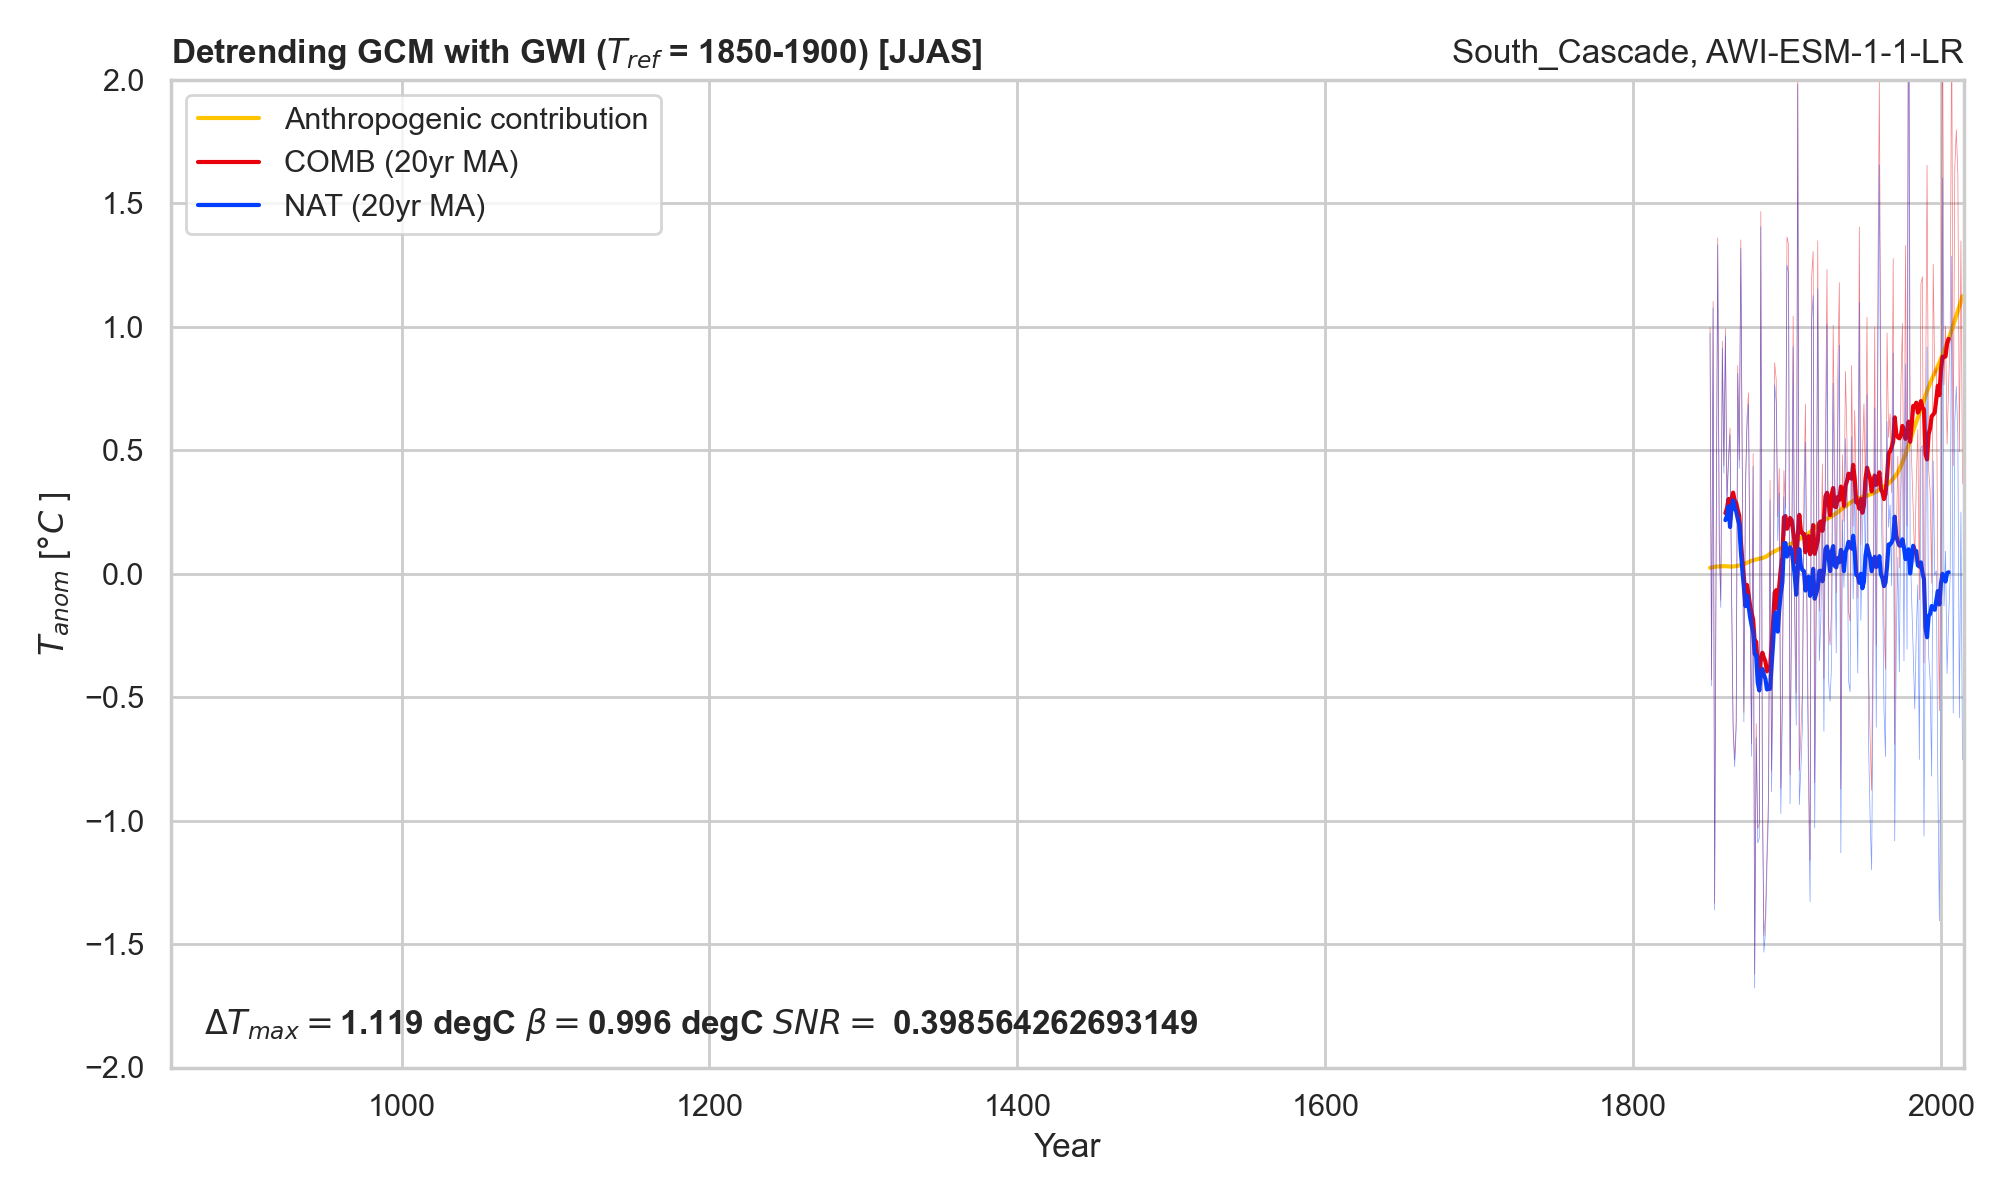 Detrending GCM with GWI (T_ref = 1850-1900) [JJAS]
South_Cascade, AWI-ESM-1-1-LR
Anthropogenic contribution
COMB (20yr MA)
NAT (20yr MA)
2.0
1.5
1.0
0.5
0.0
−0.5
−1.0
−1.5
−2.0
T_anom [°C ]
ΔT_max = 1.119 degC β = 0.996 degC SNR = 0.398564262693149
1000 1200 1400 1600 1800 2000
Year